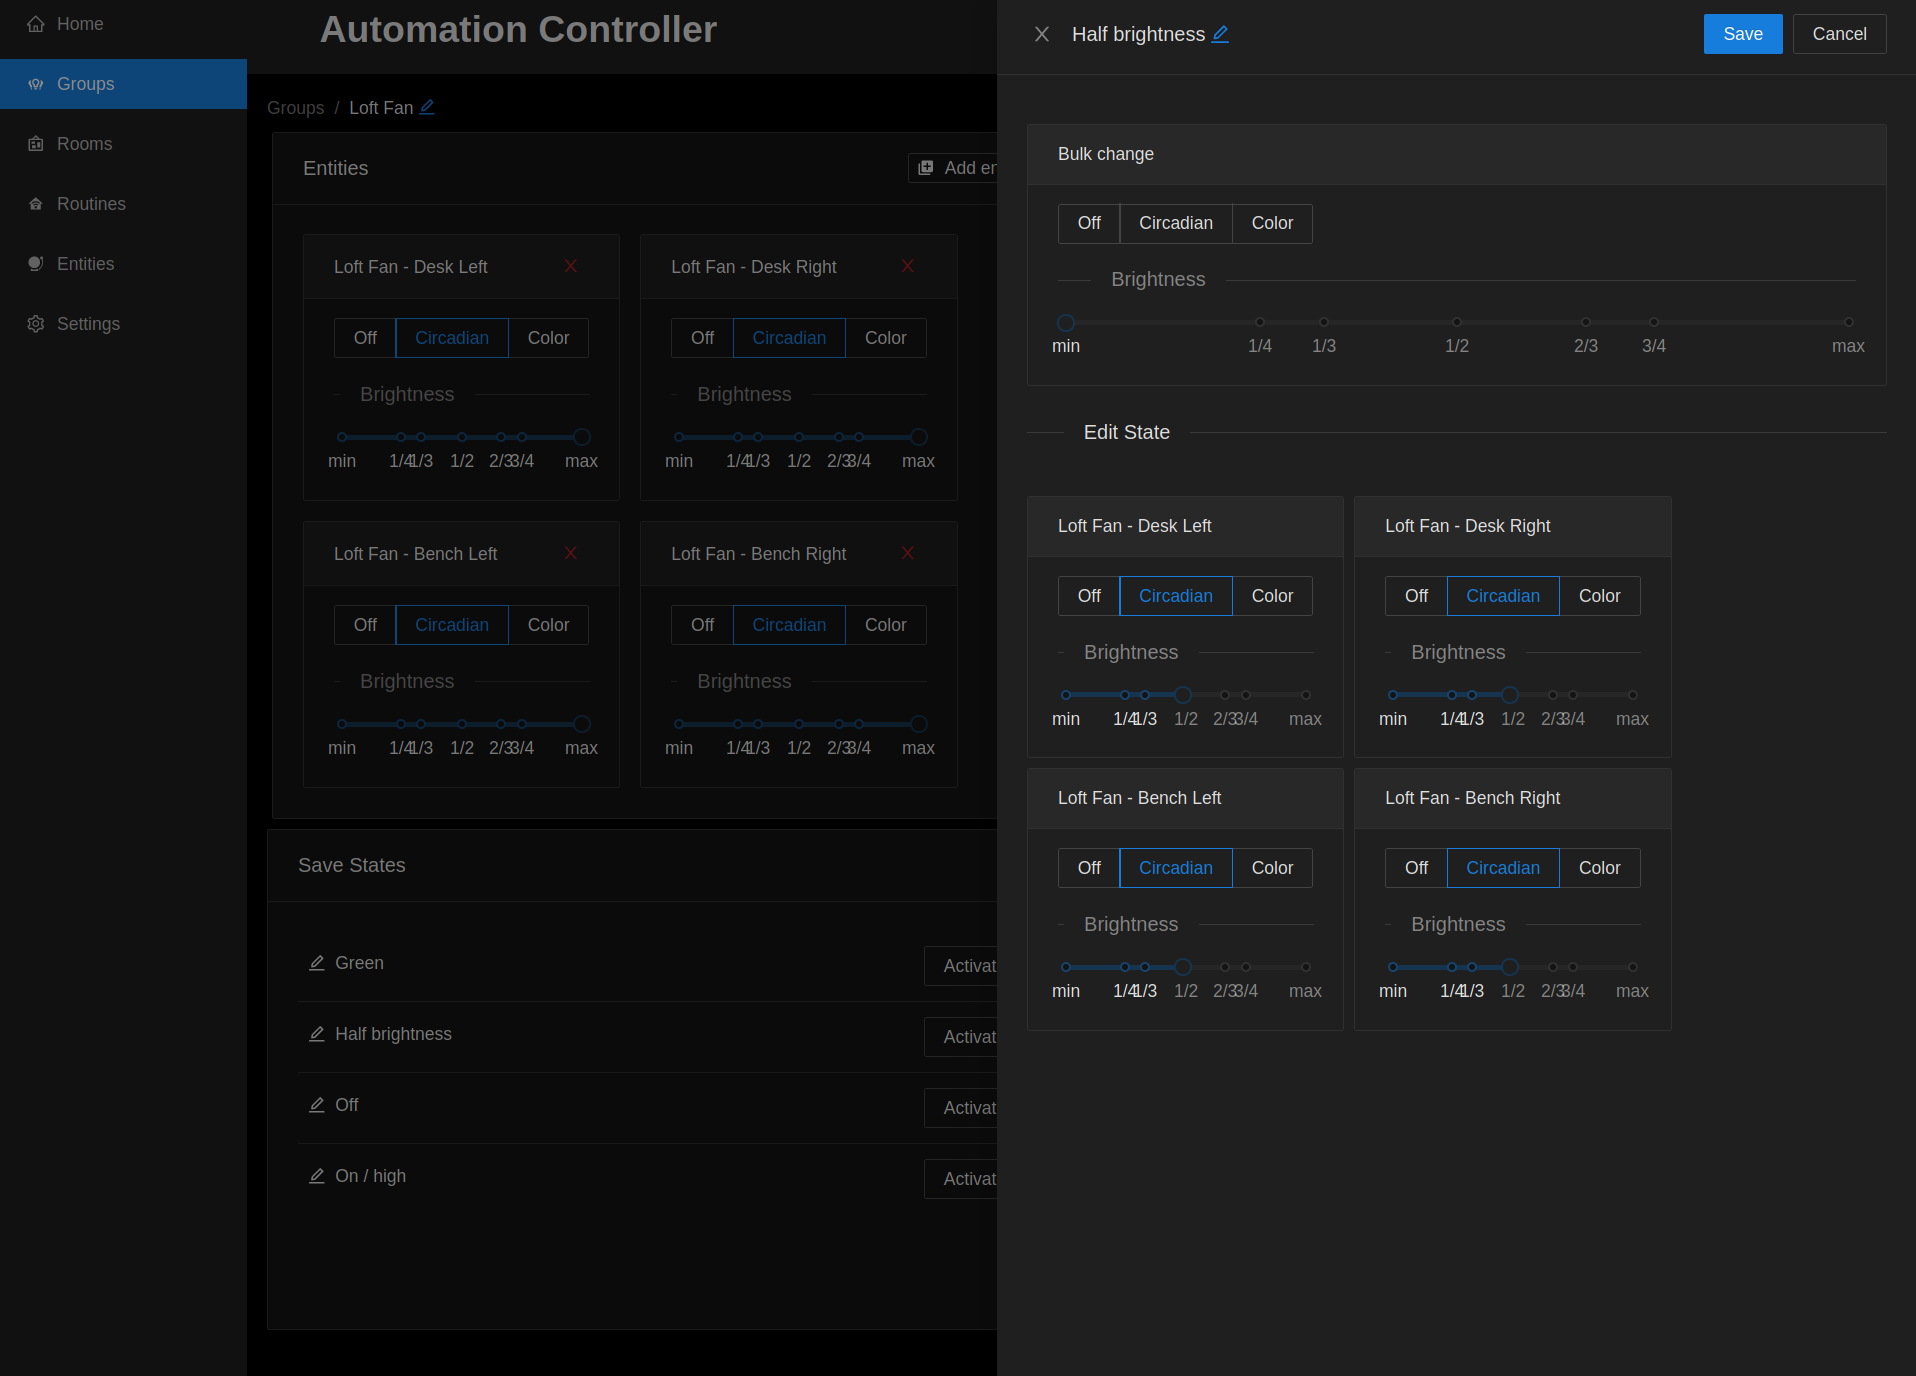 Home
Groups
Rooms
Routines
Entities
Settings
Automation Controller
Groups / Loft Fan
Entities
Add en
Loft Fan - Desk Left
Off Circadian Color
Brightness
min 1/4 1/3 1/2 2/3 3/4 max
Loft Fan - Desk Right
Off Circadian Color
Brightness
min 1/4 1/3 1/2 2/3 3/4 max
Loft Fan - Bench Left
Off Circadian Color
Brightness
min 1/4 1/3 1/2 2/3 3/4 max
Loft Fan - Bench Right
Off Circadian Color
Brightness
min 1/4 1/3 1/2 2/3 3/4 max
Save States
Green Activat
Half brightness Activat
Off Activat
On / high Activat
Half brightness
Save Cancel
Bulk change
Off Circadian Color
Brightness
min 1/4 1/3 1/2 2/3 3/4 max
Edit State
Loft Fan - Desk Left
Off Circadian Color
Brightness
min 1/4 1/3 1/2 2/3 3/4 max
Loft Fan - Desk Right
Off Circadian Color
Brightness
min 1/4 1/3 1/2 2/3 3/4 max
Loft Fan - Bench Left
Off Circadian Color
Brightness
min 1/4 1/3 1/2 2/3 3/4 max
Loft Fan - Bench Right
Off Circadian Color
Brightness
min 1/4 1/3 1/2 2/3 3/4 max